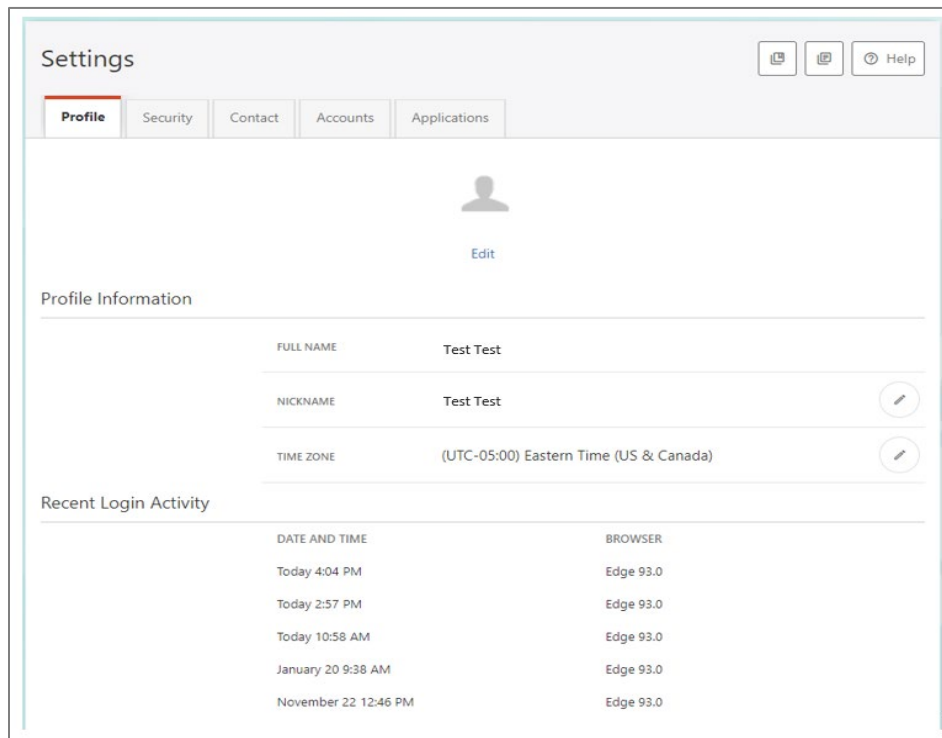 Settings
Help
Profile Security Contact Accounts Applications
Edit
Profile Information
FULL NAME Test Test
NICKNAME Test Test
TIME ZONE (UTC-05:00) Eastern Time (US & Canada)
Recent Login Activity
DATE AND TIME BROWSER
Today 4:04 PM Edge 93.0
Today 2:57 PM Edge 93.0
Today 10:58 AM Edge 93.0
January 20 9:38 AM Edge 93.0
November 22 12:46 PM Edge 93.0